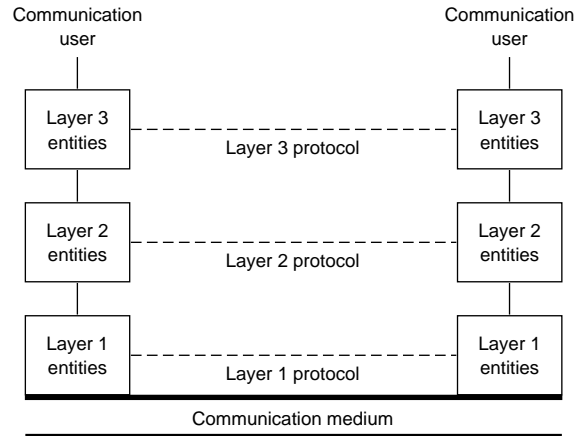 Communication
user
Communication
user
Layer 3
entities
Layer 3 protocol
Layer 3
entities
Layer 2
entities
Layer 2 protocol
Layer 2
entities
Layer 1
entities
Layer 1 protocol
Layer 1
entities
Communication medium